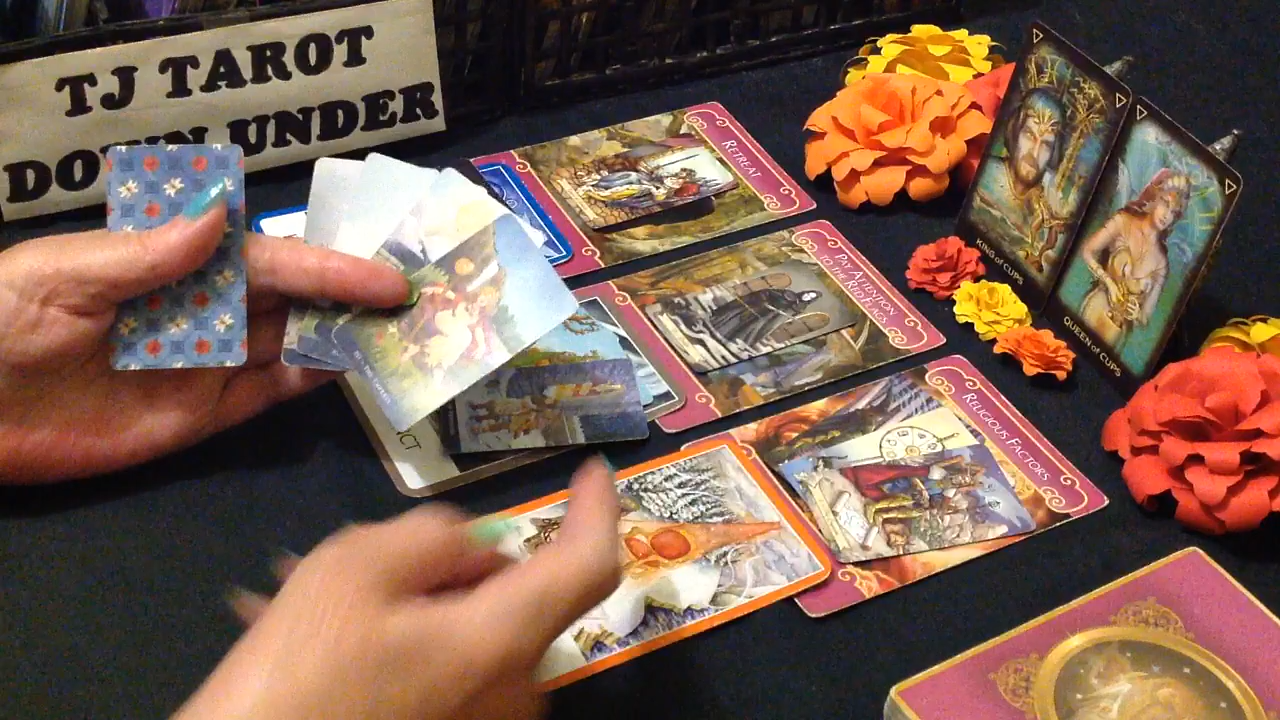 TJ TAROT
DOWN UNDER
RETREAT
PAY ATTENTION
TO THE RED FLAGS
RELIGIOUS FACTORS
KING of CUPS
QUEEN of CUPS